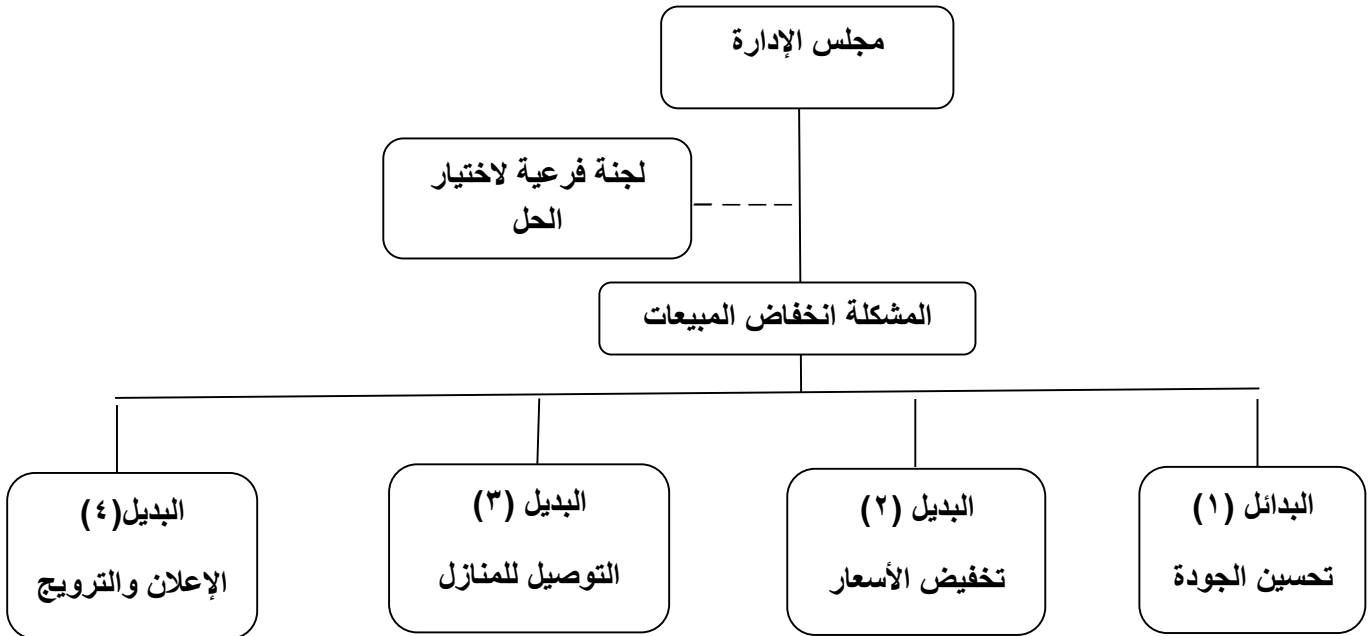 مجلس الإدارة
لجنة فرعية لاختيار
الحل
المشكلة انخفاض المبيعات
البدائل (١)
تحسين الجودة
البديل (٢)
تخفيض الأسعار
البديل (٣)
التوصيل للمنازل
البديل(٤)
الإعلان والترويج